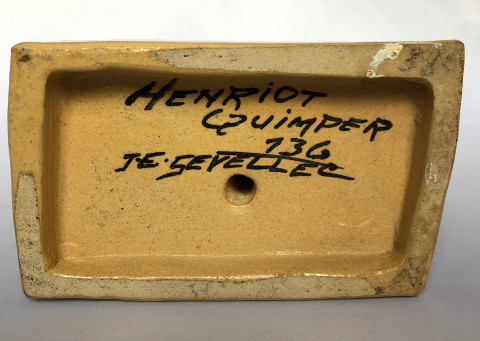 HENRIOT
QUIMPER
136
J.E. SEVELLEC